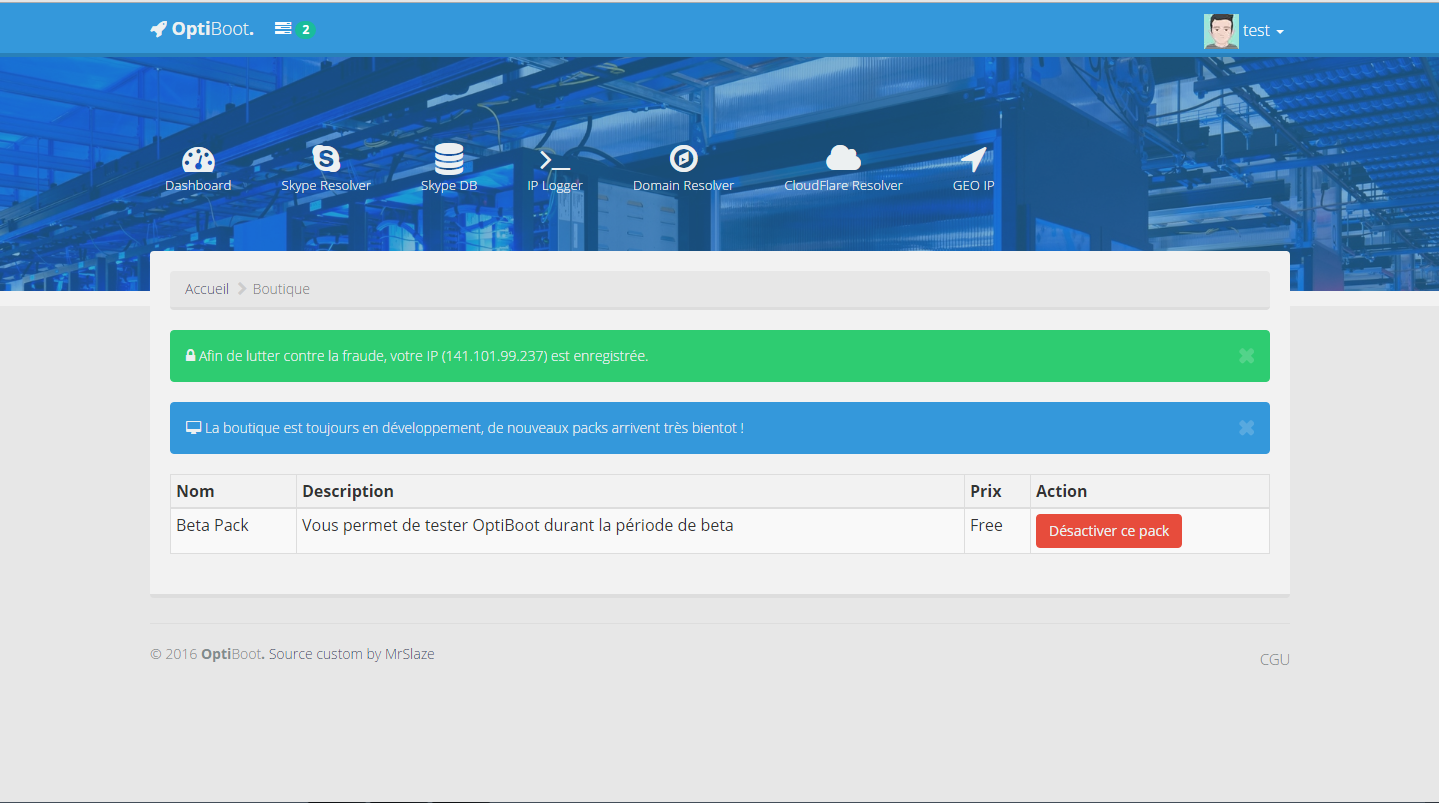 OptiBoot. 2 test
Dashboard Skype Resolver Skype DB IP Logger Domain Resolver CloudFlare Resolver GEO IP
Accueil Boutique
Afin de lutter contre la fraude, votre IP (141.101.99.237) est enregistrée.
La boutique est toujours en développement, de nouveaux packs arrivent très bientot !
Nom Description Prix Action
Beta Pack Vous permet de tester OptiBoot durant la période de beta Free Désactiver ce pack
© 2016 OptiBoot. Source custom by MrSlaze
CGU